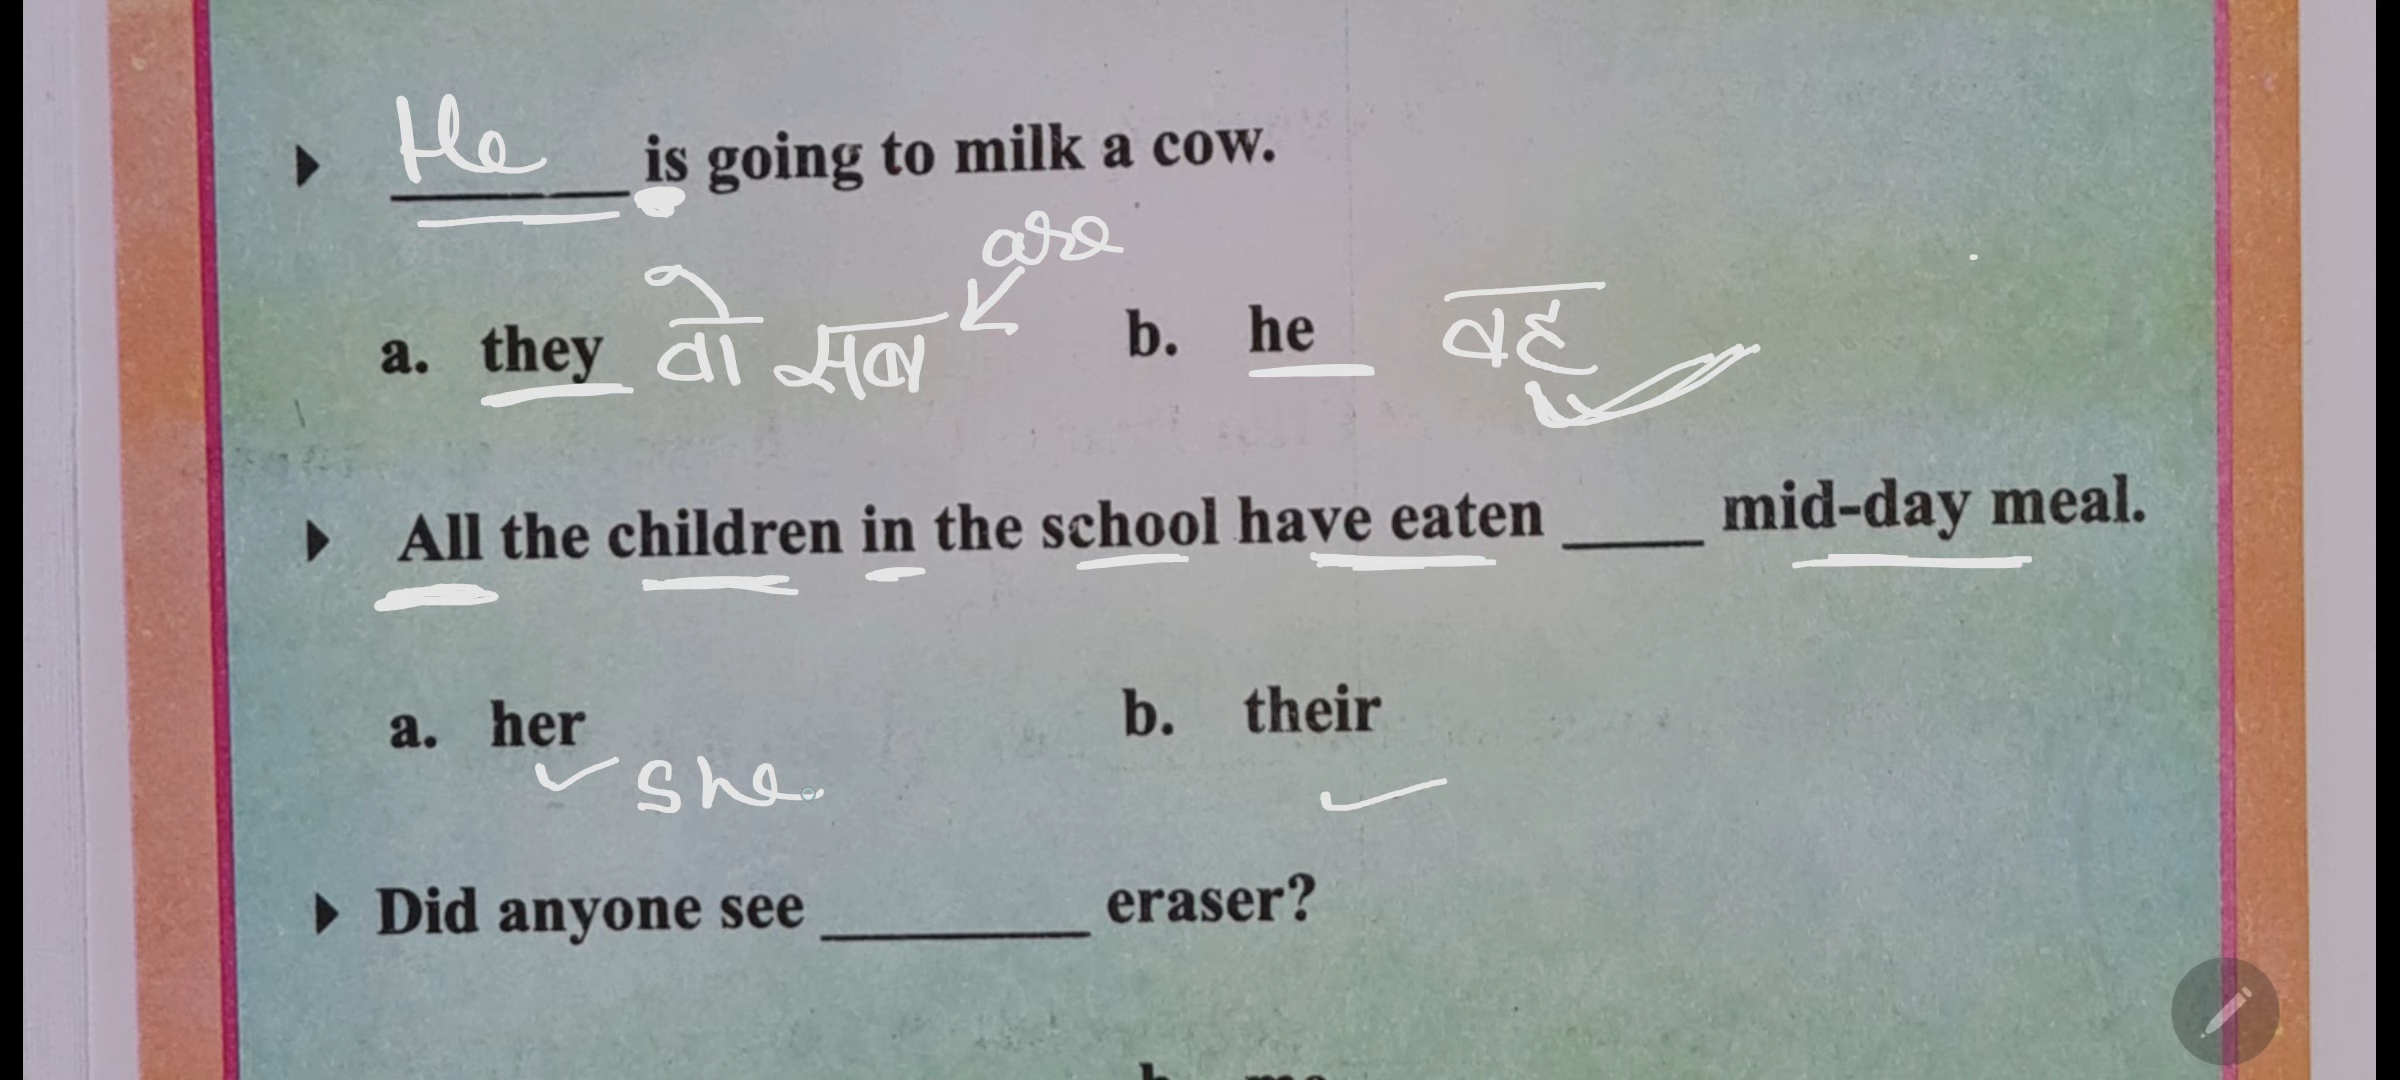 He
▶ ______ is going to milk a cow.
are
a. they वो सब b. he वह
▶ All the children in the school have eaten ____ mid-day meal.
a. her b. their
she
▶ Did anyone see ________ eraser?